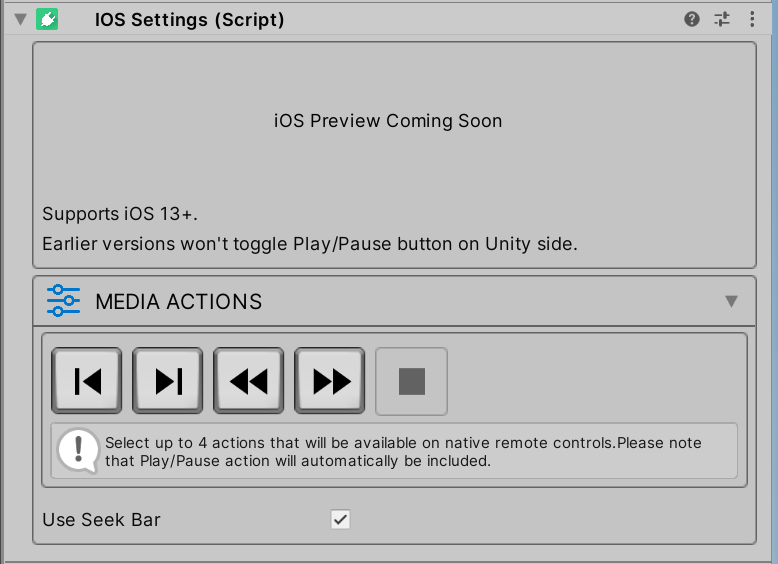 IOS Settings (Script)
iOS Preview Coming Soon
Supports iOS 13+.
Earlier versions won't toggle Play/Pause button on Unity side.
MEDIA ACTIONS
Select up to 4 actions that will be available on native remote controls.Please note
that Play/Pause action will automatically be included.
Use Seek Bar